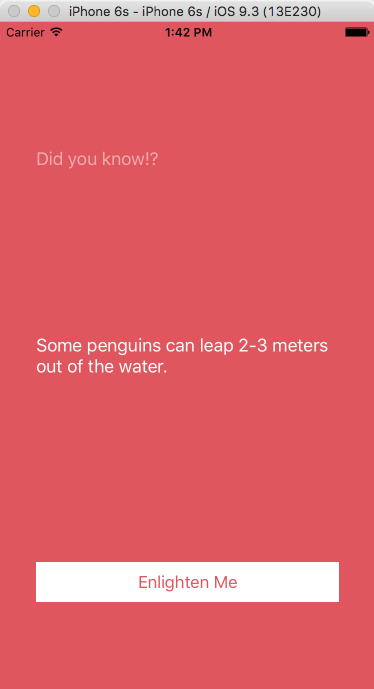 iPhone 6s - iPhone 6s / iOS 9.3 (13E230)
Carrier 1:42 PM
Did you know!?
Some penguins can leap 2-3 meters
out of the water.
Enlighten Me